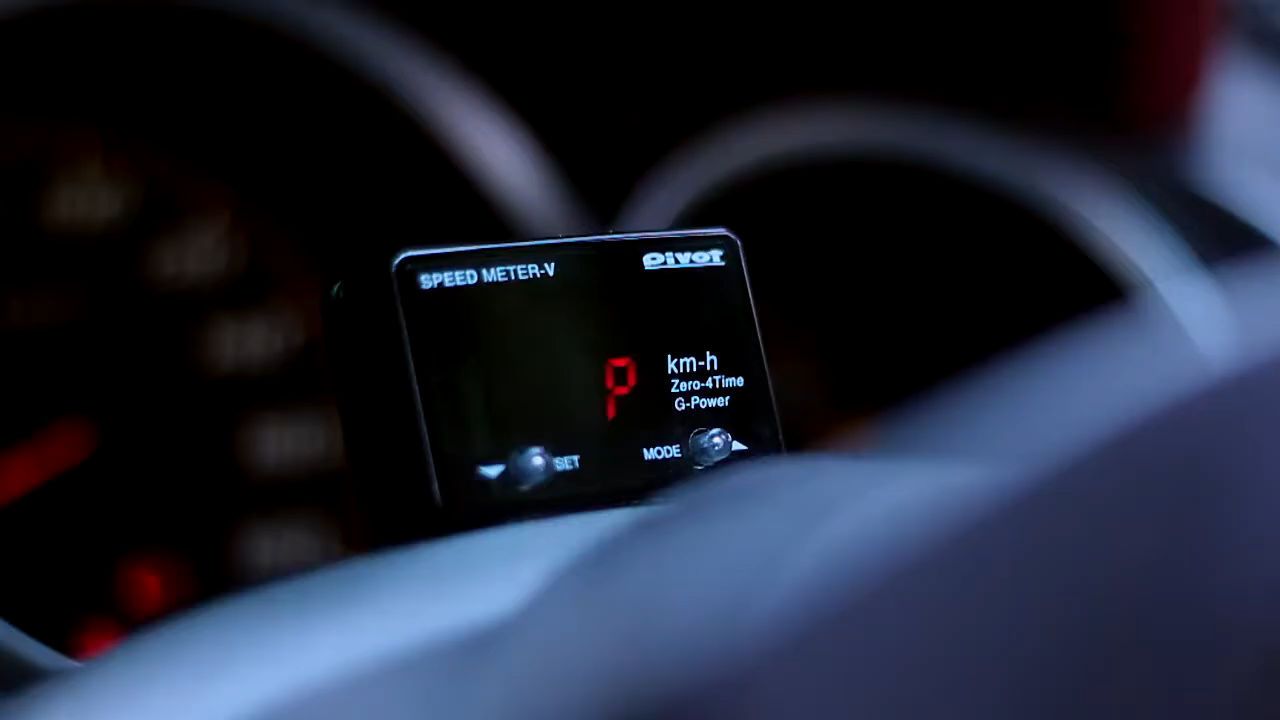 SPEED METER-V
Pivot
P
km-h
Zero-4Time
G-Power
SET
MODE